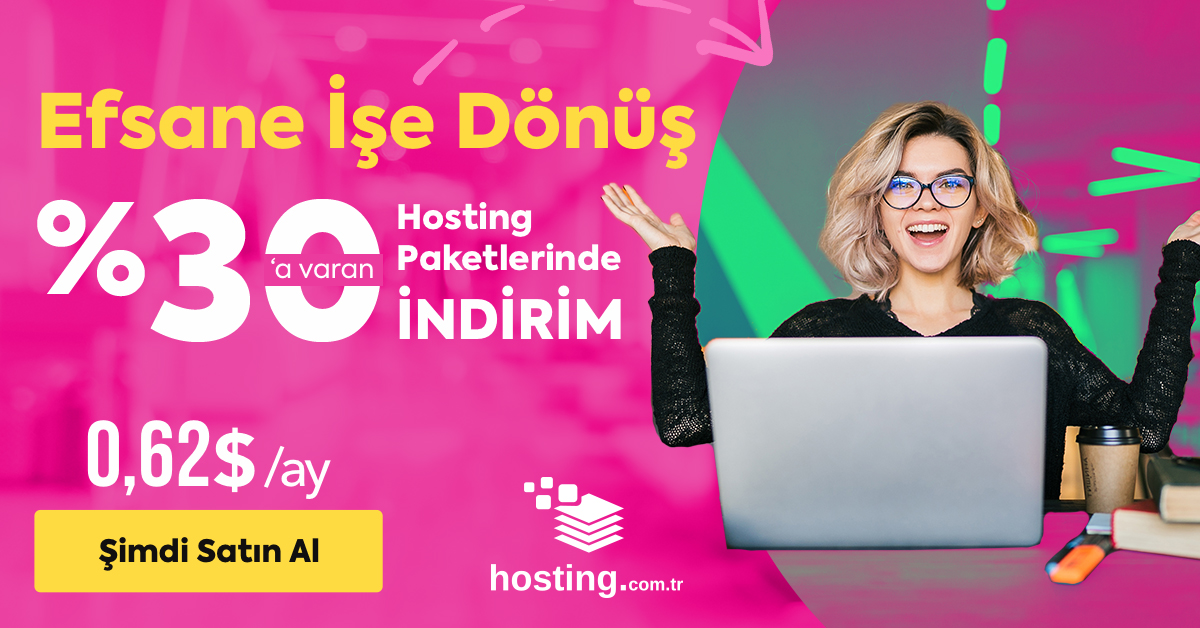 Efsane İşe Dönüş
%30 'a varan
Hosting
Paketlerinde
İNDİRİM
0,62$ /ay
Şimdi Satın Al
hosting.com.tr